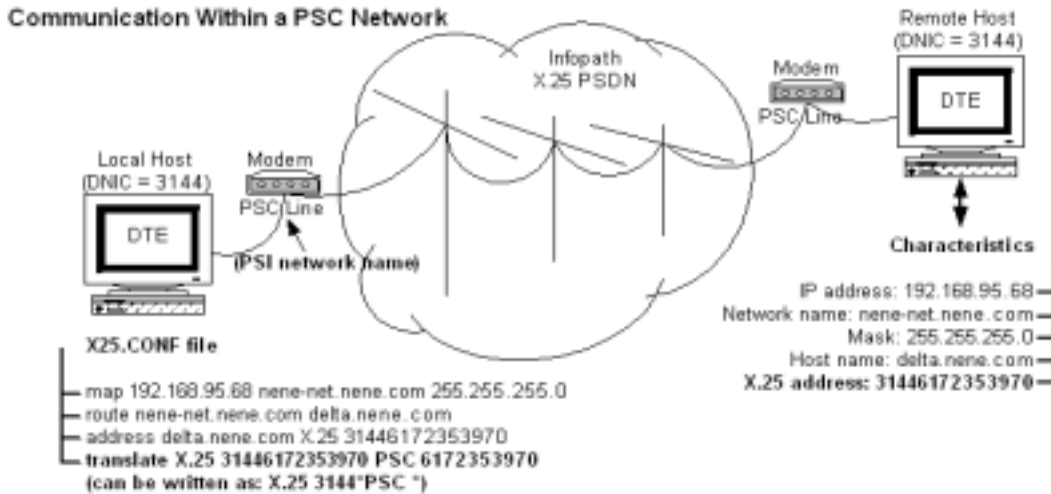 Communication Within a PSC Network
Remote Host
(DNIC = 3144)
Infopath
X.25 PSDN
Modem
DTE
PSC Line
Local Host
(DNIC = 3144)
Modem
PSC Line
DTE
(PSI network name)
Characteristics
IP address: 192.168.95.68
Network name: nene-net.nene.com
Mask: 255.255.255.0
Host name: delta.nene.com
X.25 address: 31446172353970
X25.CONF file
map 192.168.95.68 nene-net.nene.com 255.255.255.0
route nene-net.nene.com delta.nene.com
address delta.nene.com X.25 31446172353970
translate X.25 31446172353970 PSC 6172353970
(can be written as: X.25 3144*PSC *)